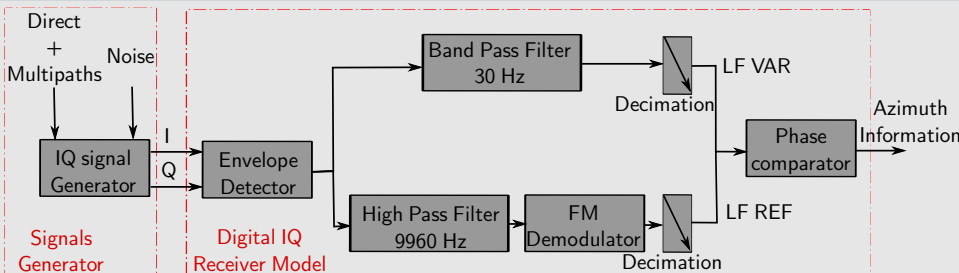 Direct
+
Multipaths
Noise
IQ signal
Generator
I
Q
Signals
Generator
Envelope
Detector
Digital IQ
Receiver Model
Band Pass Filter
30 Hz
Decimation
LF VAR
High Pass Filter
9960 Hz
FM
Demodulator
Decimation
LF REF
Phase
comparator
Azimuth
Information